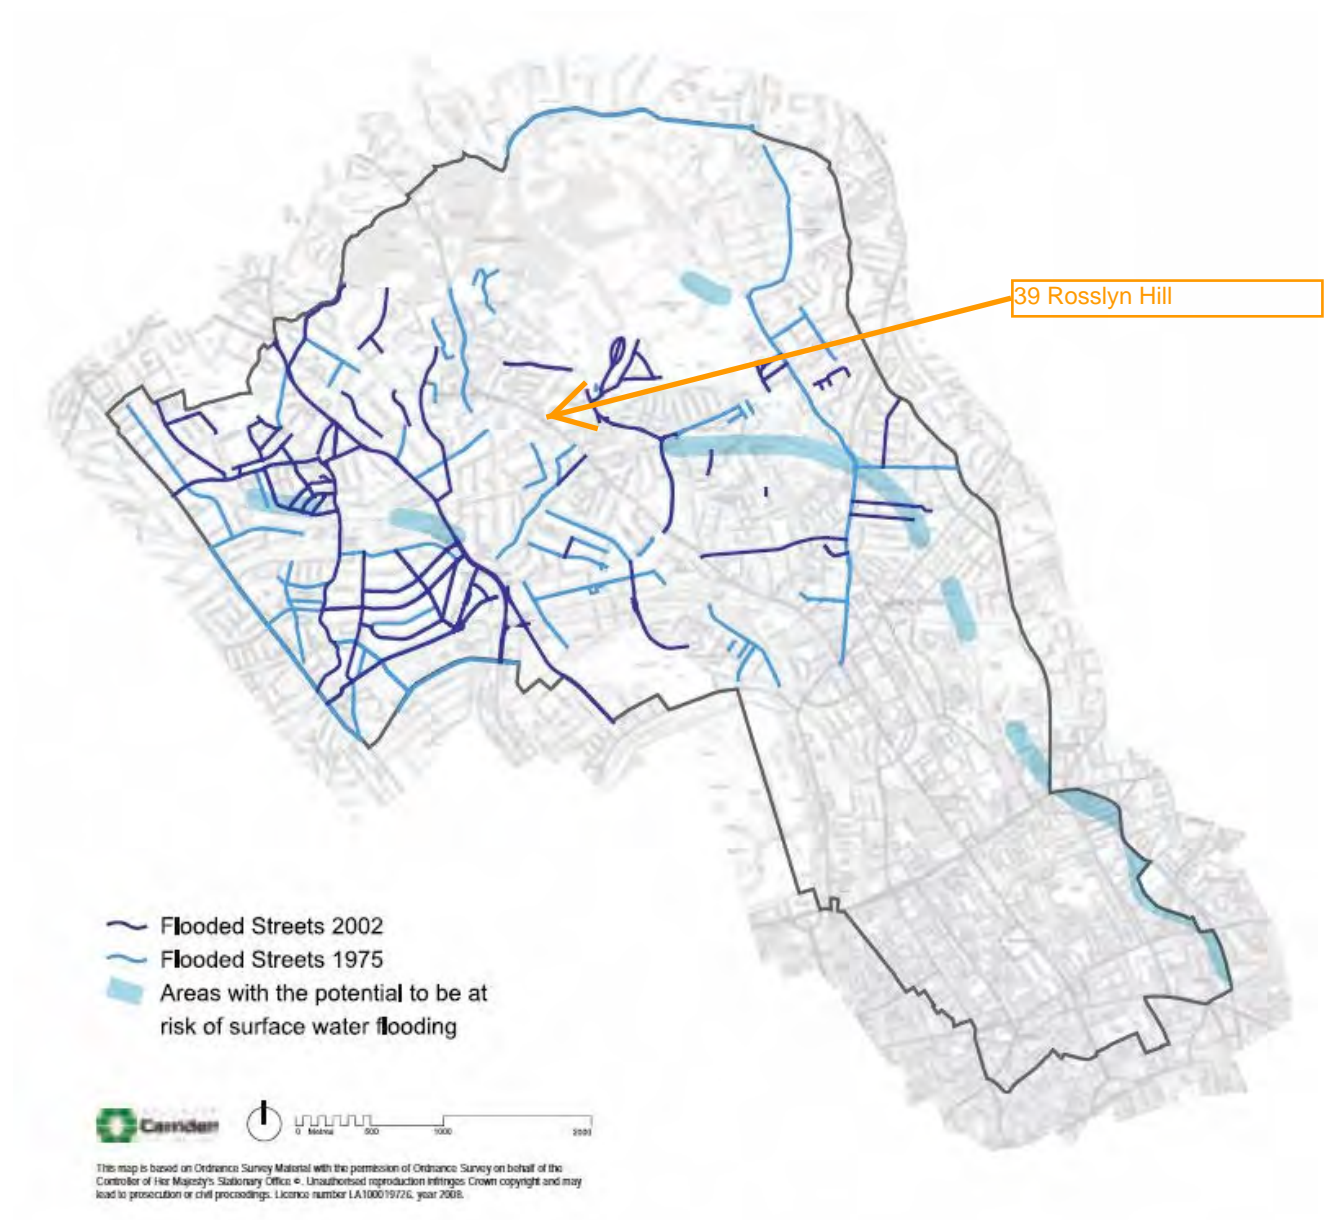 39 Rosslyn Hill
Flooded Streets 2002
Flooded Streets 1975
Areas with the potential to be at
risk of surface water flooding
Camden
0 Metres 500 1000 2000
This map is based on Ordnance Survey Material with the permission of Ordnance Survey on behalf of the
Controller of Her Majesty's Stationary Office ©. Unauthorised reproduction infringes Crown copyright and may
lead to prosecution or civil proceedings. Licence number LA100019726, year 2008.